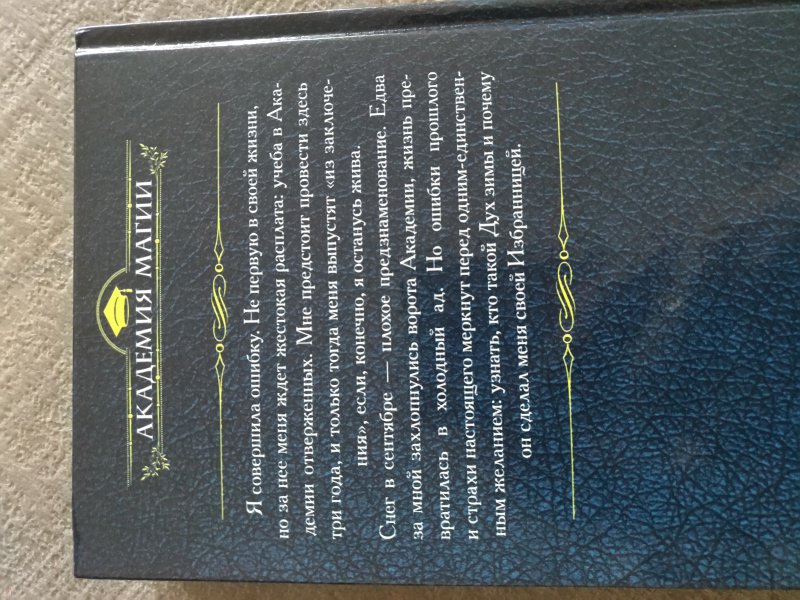 АКАДЕМИЯ МАГИИ
Я совершила ошибку. Не первую в своей жизни,
но за нее меня ждет жестокая расплата: учеба в Ака-
демии отверженных. Мне предстоит провести здесь
три года, и только тогда меня выпустят «из заключе-
ния», если, конечно, я останусь жива.
Снег в сентябре — плохое предзнаменование. Едва
за мной захлопнулись ворота Академии, жизнь пре-
вратилась в холодный ад. Но ошибки прошлого
и страхи настоящего меркнут перед одним-единствен-
ным желанием: узнать, кто такой Дух зимы и почему
он сделал меня своей Избранницей.